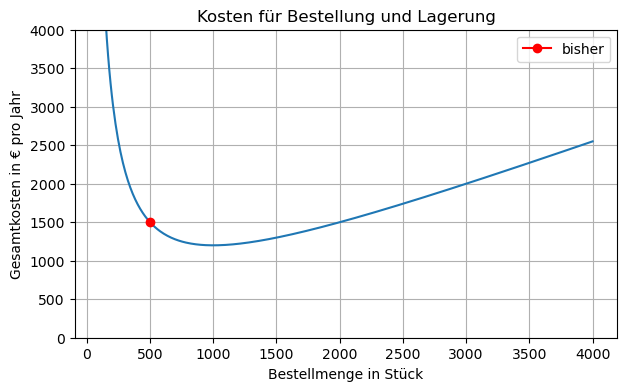 Kosten für Bestellung und Lagerung
bisher
Gesamtkosten in € pro Jahr
4000
3500
3000
2500
2000
1500
1000
500
0
0 500 1000 1500 2000 2500 3000 3500 4000
Bestellmenge in Stück